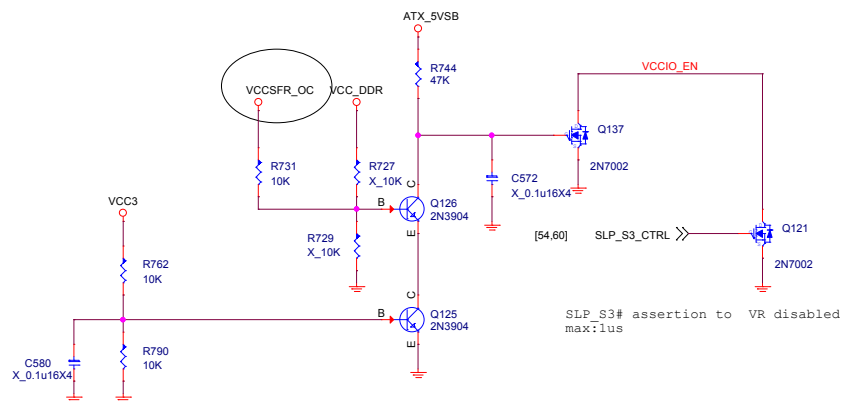 ATX_5VSB
R744
47K
VCCIO_EN
VCCSFR_OC
VCC_DDR
Q137
2N7002
R731
10K
R727
X_10K
C572
X_0.1u16X4
C
B
Q126
2N3904
E
VCC3
R729
X_10K
[54,60]
SLP_S3_CTRL
Q121
2N7002
R762
10K
C
B
Q125
2N3904
E
SLP_S3# assertion to VR disabled
max:1us
C580
X_0.1u16X4
R790
10K